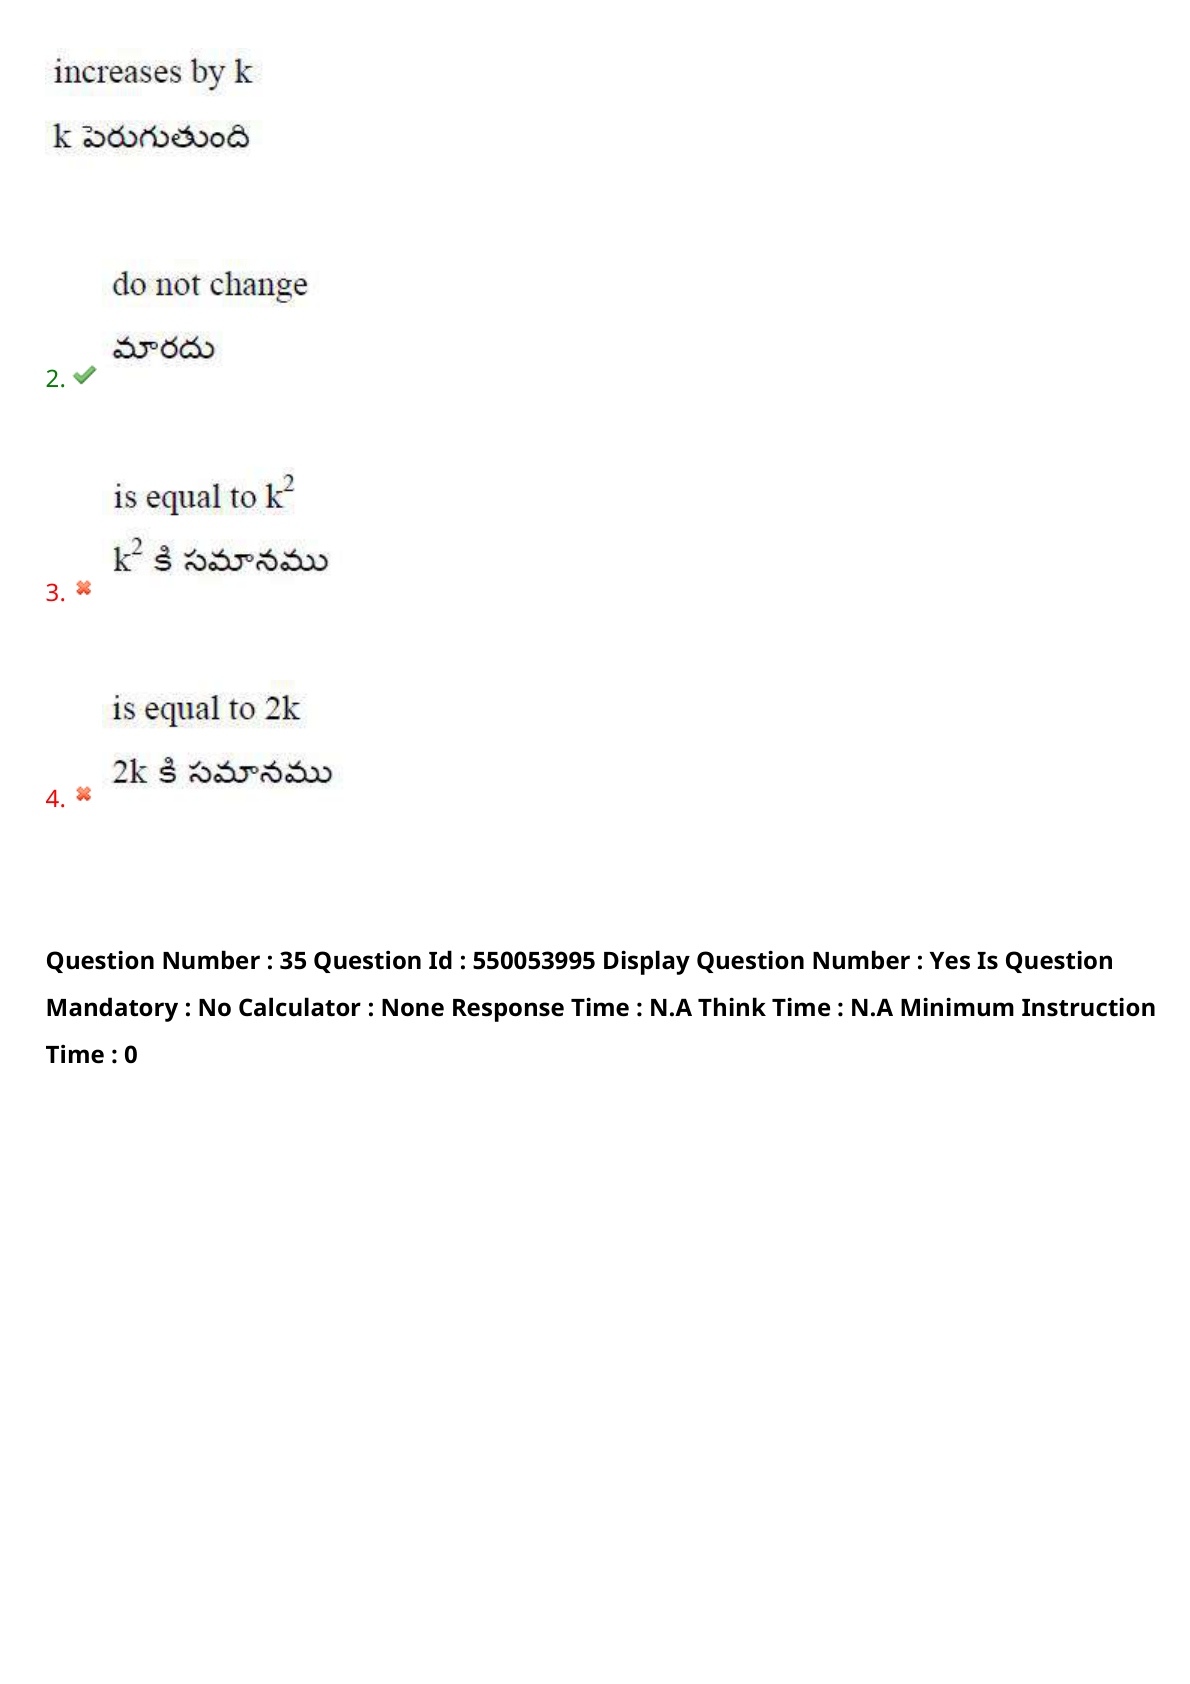 increases by k
k పెరుగుతుంది
do not change
మారదు
2.
is equal to k²
k² కి సమానము
3.
is equal to 2k
2k కి సమానము
4.
Question Number : 35 Question Id : 550053995 Display Question Number : Yes Is Question
Mandatory : No Calculator : None Response Time : N.A Think Time : N.A Minimum Instruction
Time : 0